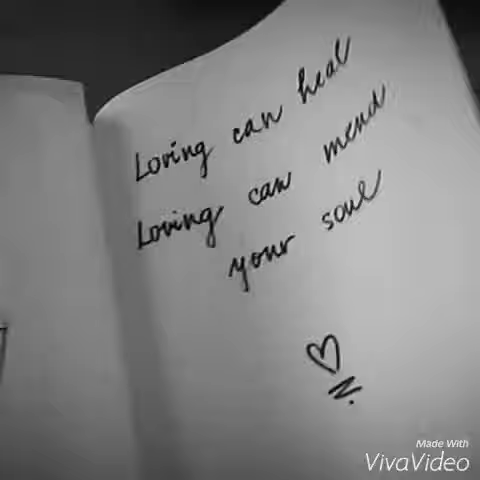 Loving can heal
Loving can mend
your soul
N.
Made With
VivaVideo